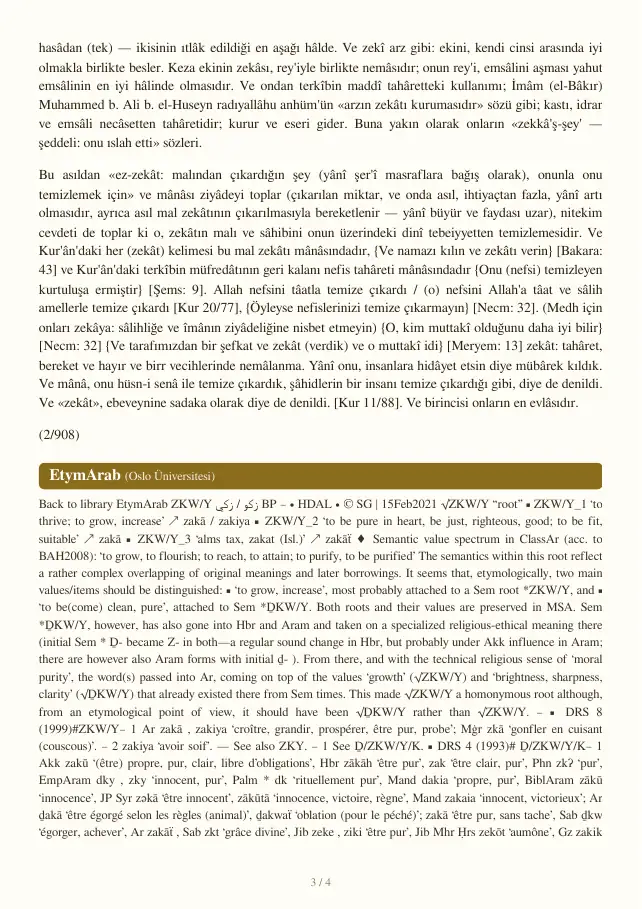 hasâdan (tek) — ikisinin ıtlâk edildiği en aşağı hâlde. Ve zekî arz gibi: ekini, kendi cinsi arasında iyi
olmakla birlikte besler. Keza ekinin zekâsı, rey'iyle birlikte nemâsıdır; onun rey'i, emsâlini aşması yahut
emsâlinin en iyi hâlinde olmasıdır. Ve ondan terkîbin maddî tahâretteki kullanımı; İmâm (el-Bâkır)
Muhammed b. Ali b. el-Huseyn radıyallâhu anhüm'ün «arzın zekâtı kurumasıdır» sözü gibi; kastı, idrar
ve emsâli necâsetten tahâretidir; kurur ve eseri gider. Buna yakın olarak onların «zekkâ'ş-şey' —
şeddeli: onu ıslah etti» sözleri.
Bu asıldan «ez-zekât: malından çıkardığın şey (yânî şer'î masraflara bağış olarak), onunla onu
temizlemek için» ve mânâsı ziyâdeyi toplar (çıkarılan miktar, ve onda asıl, ihtiyaçtan fazla, yânî artı
olmasıdır, ayrıca asıl mal zekâtının çıkarılmasıyla bereketlenir — yânî büyür ve faydası uzar), nitekim
cevdeti de toplar ki o, zekâtın malı ve sâhibini onun üzerindeki dinî tebeiyyetten temizlemesidir. Ve
Kur'ân'daki her (zekât) kelimesi bu mal zekâtı mânâsındadır, {Ve namazı kılın ve zekâtı verin} [Bakara:
43] ve Kur'ân'daki terkîbin müfredâtının geri kalanı nefis tahâreti mânâsındadır {Onu (nefsi) temizleyen
kurtuluşa ermiştir} [Şems: 9]. Allah nefsini tâatla temize çıkardı / (o) nefsini Allah'a tâat ve sâlih
amellerle temize çıkardı [Kur 20/77], {Öyleyse nefislerinizi temize çıkarmayın} [Necm: 32]. (Medh için
onları zekâya: sâlihliğe ve îmânın ziyâdeliğine nisbet etmeyin) {O, kim muttakî olduğunu daha iyi bilir}
[Necm: 32] {Ve tarafımızdan bir şefkat ve zekât (verdik) ve o muttakî idi} [Meryem: 13] zekât: tahâret,
bereket ve hayır ve birr vecihlerinde nemâlanma. Yânî onu, insanlara hidâyet etsin diye mübârek kıldık.
Ve mânâ, onu hüsn-i senâ ile temize çıkardık, şâhidlerin bir insanı temize çıkardığı gibi, diye de denildi.
Ve «zekât», ebeveynine sadaka olarak diye de denildi. [Kur 11/88]. Ve birincisi onların en evlâsıdır.
(2/908)
EtymArab (Oslo Üniversitesi)
Back to library EtymArab ZKW/Y زكو / زكي BP – • HDAL • © SG | 15Feb2021 √ZKW/Y “root” ▪ ZKW/Y_1 ‘to
thrive; to grow, increase’ ↗ zakā / zakiya ▪ ZKW/Y_2 ‘to be pure in heart, be just, righteous, good; to be fit,
suitable’ ↗ zakā ▪ ZKW/Y_3 ‘alms tax, zakat (Isl.)’ ↗ zakāẗ ♦ Semantic value spectrum in ClassAr (acc. to
BAH2008): ‘to grow, to flourish; to reach, to attain; to purify, to be purified’ The semantics within this root reflect
a rather complex overlapping of original meanings and later borrowings. It seems that, etymologically, two main
values/items should be distinguished: ▪ ‘to grow, increase’, most probably attached to a Sem root *ZKW/Y, and ▪
‘to be(come) clean, pure’, attached to Sem *ḎKW/Y. Both roots and their values are preserved in MSA. Sem
*ḎKW/Y, however, has also gone into Hbr and Aram and taken on a specialized religious-ethical meaning there
(initial Sem * Ḏ- became Z- in both—a regular sound change in Hbr, but probably under Akk influence in Aram;
there are however also Aram forms with initial ḏ- ). From there, and with the technical religious sense of ‘moral
purity’, the word(s) passed into Ar, coming on top of the values ‘growth’ (√ZKW/Y) and ‘brightness, sharpness,
clarity’ (√ḎKW/Y) that already existed there from Sem times. This made √ZKW/Y a homonymous root although,
from an etymological point of view, it should have been √ḎKW/Y rather than √ZKW/Y. – ▪ DRS 8
(1999)#ZKW/Y– 1 Ar zakā , zakiya ‘croître, grandir, prospérer, être pur, probe’; Mġr zkā ‘gonfler en cuisant
(couscous)’. – 2 zakiya ‘avoir soif’. — See also ZKY. – 1 See Ḏ/ZKW/Y/K. ▪ DRS 4 (1993)# Ḏ/ZKW/Y/K– 1
Akk zakū ‘(être) propre, pur, clair, libre d’obligations’, Hbr zākāh ‘être pur’, zak ‘être clair, pur’, Phn zkʔ ‘pur’,
EmpAram dky , zky ‘innocent, pur’, Palm * dk ‘rituellement pur’, Mand dakia ‘propre, pur’, BiblAram zākū
‘innocence’, JP Syr zəkā ‘être innocent’, zākūtā ‘innocence, victoire, règne’, Mand zakaia ‘innocent, victorieux’; Ar
ḏakā ‘être égorgé selon les règles (animal)’, ḏakwaẗ ‘oblation (pour le péché)’; zakā ‘être pur, sans tache’, Sab ḏkw
‘égorger, achever’, Ar zakāẗ , Sab zkt ‘grâce divine’, Jib zeke , ziki ‘être pur’, Jib Mhr Ḥrs zekōt ‘aumône’, Gz zakik
3 / 4